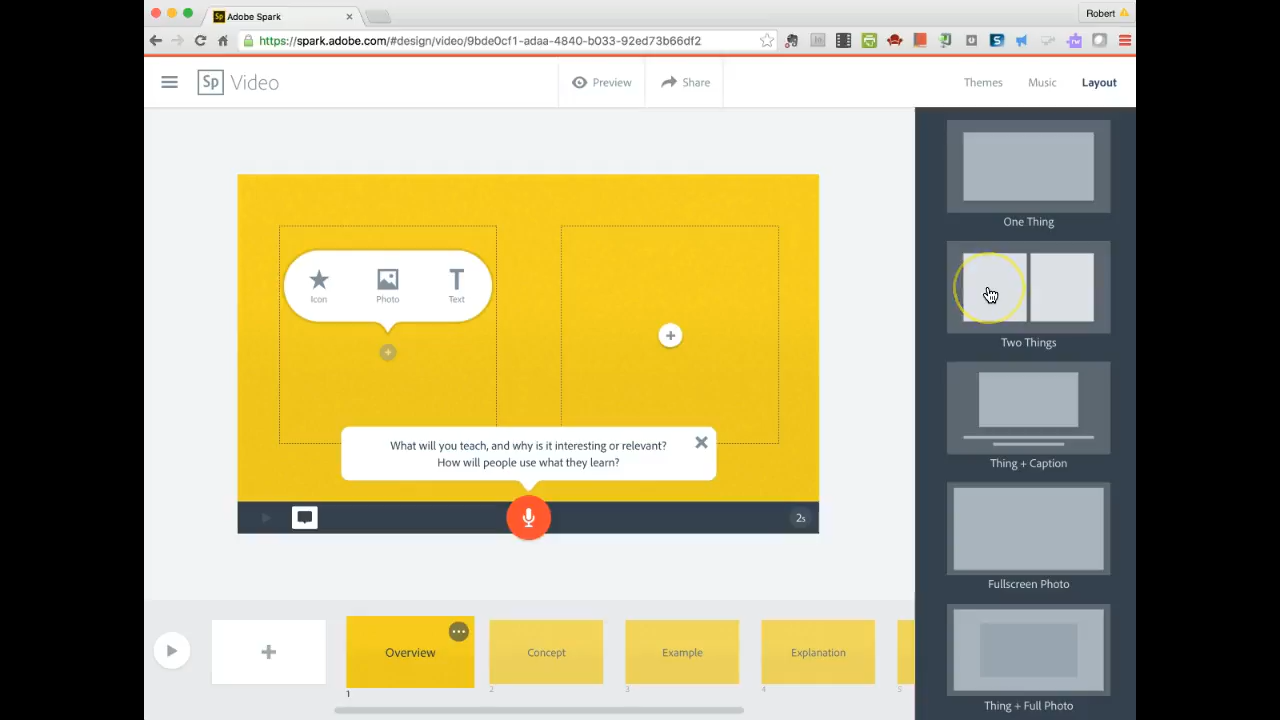 Adobe Spark
Robert
https://spark.adobe.com/#design/video/9bde0cf1-adaa-4840-b033-92ed73b66df2
Sp Video
Preview
Share
Themes
Music
Layout
Icon
Photo
T
Text
What will you teach, and why is it interesting or relevant?
How will people use what they learn?
2s
One Thing
Two Things
Thing + Caption
Fullscreen Photo
Thing + Full Photo
Overview
Concept
Example
Explanation
1
2
3
4
5